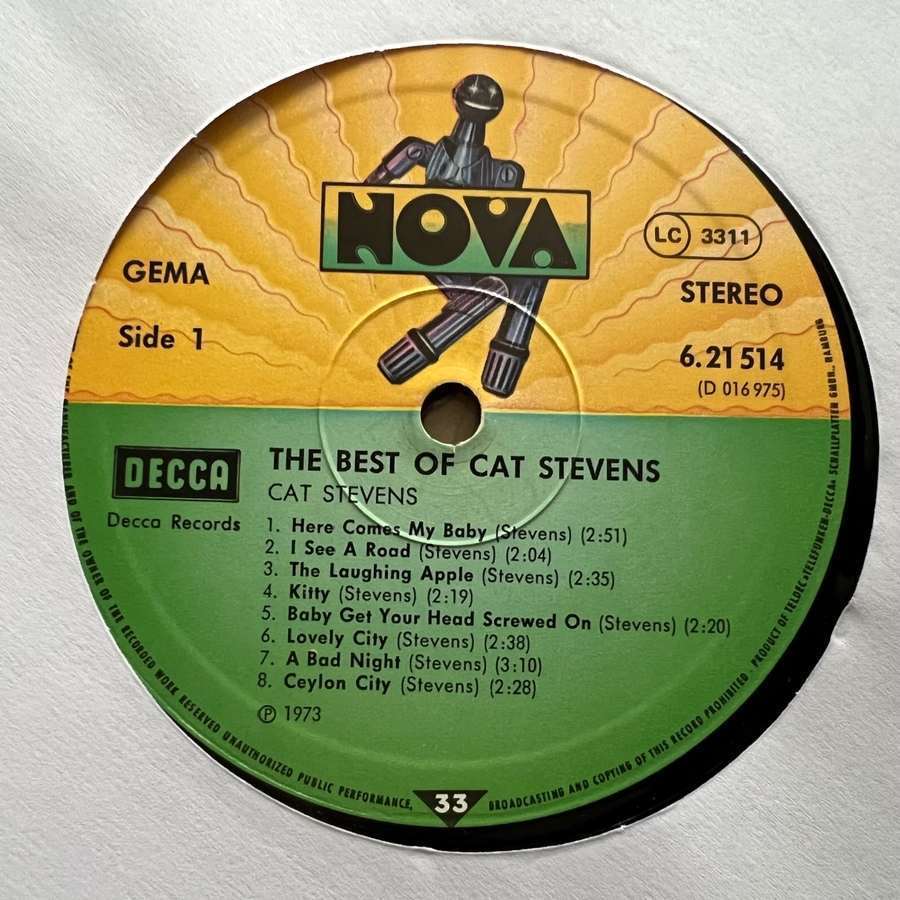 NOVA
LC 3311
GEMA
STEREO
Side 1
6.21514
(D 016 975)
DECCA
Decca Records
THE BEST OF CAT STEVENS
CAT STEVENS
1. Here Comes My Baby (Stevens) (2:51)
2. I See A Road (Stevens) (2:04)
3. The Laughing Apple (Stevens) (2:35)
4. Kitty (Stevens) (2:19)
5. Baby Get Your Head Screwed On (Stevens) (2:20)
6. Lovely City (Stevens) (2:38)
7. A Bad Night (Stevens) (3:10)
8. Ceylon City (Stevens) (2:28)
℗ 1973
AND OF THE OWNER OF THE RECORDED WORK RESERVED UNAUTHORIZED PUBLIC PERFORMANCE, BROADCASTING AND COPYING OF THIS RECORD PROHIBITED. PRODUCT OF TELDEC »TELEFUNKEN-DECCA« SCHALLPLATTEN GMBH., HAMBURG
33